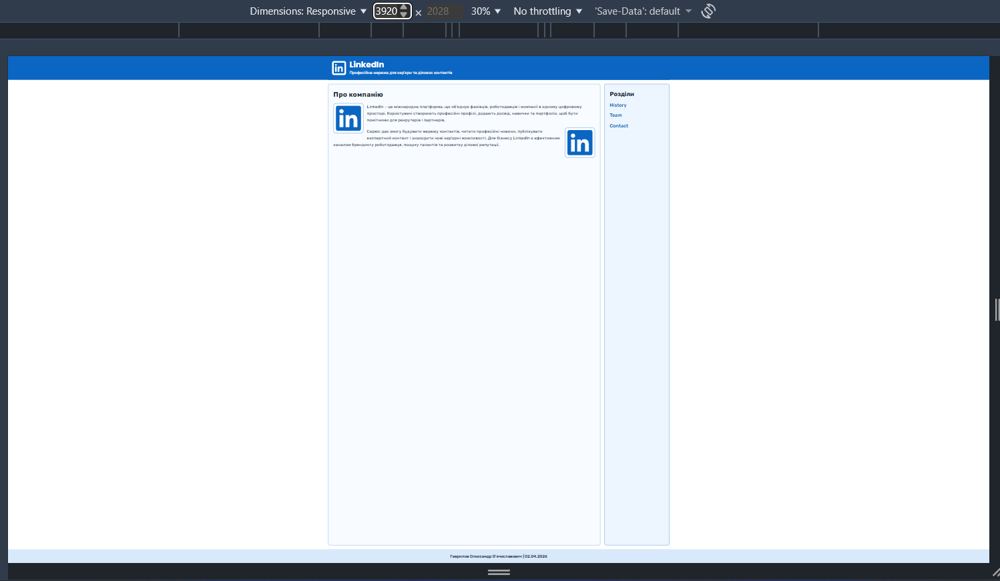 Dimensions: Responsive 3920 × 2028 30% No throttling 'Save-Data': default
in LinkedIn
Професійна мережа для кар'єри та ділових контактів
Про компанію
in
LinkedIn - це міжнародна платформа, що об'єднує фахівців, роботодавців і компанії в одному цифровому
просторі. Користувачі створюють професійні профілі, додають досвід, навички та портфоліо, щоб бути
помітними для рекрутерів і партнерів.
Сервіс дає змогу будувати мережу контактів, читати професійні новини, публікувати
експертний контент і знаходити нові кар'єрні можливості. Для бізнесу LinkedIn є ефективним
каналом брендингу роботодавця, пошуку талантів та розвитку ділової репутації.
in
Розділи
History
Team
Contact
Гаврилов Олександр В'ячеславович | 02.04.2026